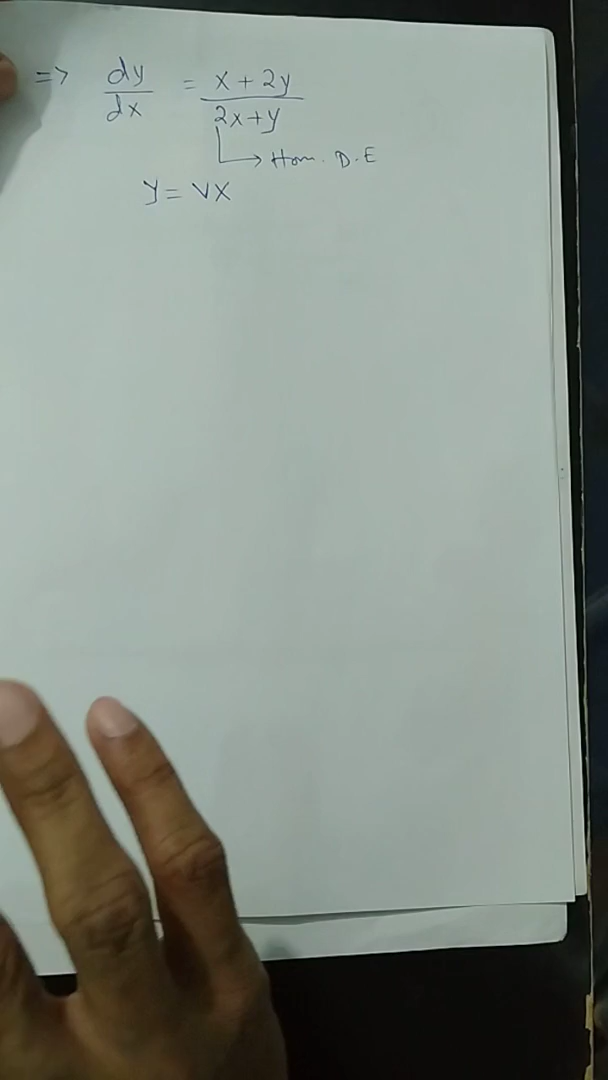 => dy/dx = x + 2y / 2x+y
↳ Hom. D.E
y = vx